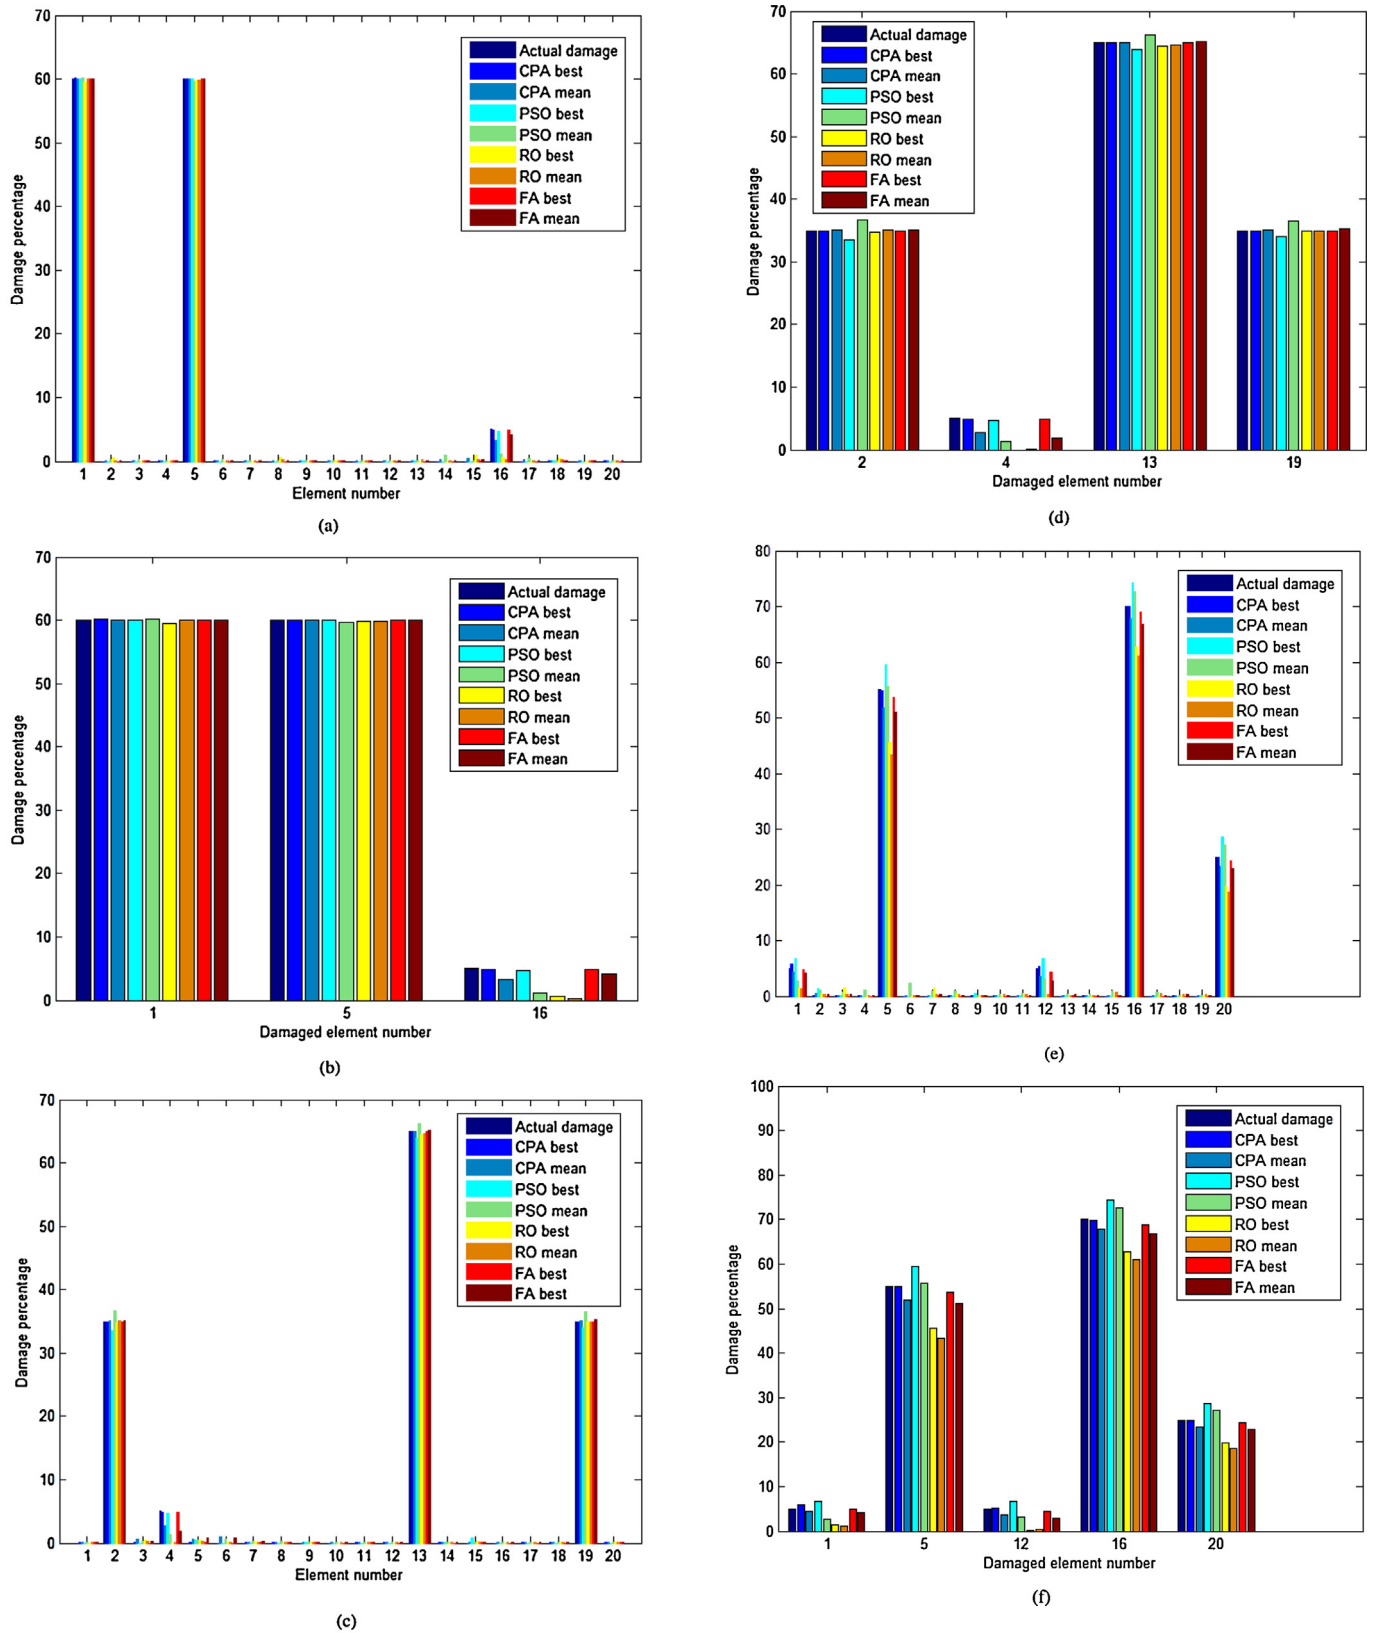 70
60
50
40
30
20
10
0
Damage percentage
Actual damage
CPA best
CPA mean
PSO best
PSO mean
RO best
RO mean
FA best
FA mean
1 2 3 4 5 6 7 8 9 10 11 12 13 14 15 16 17 18 19 20
Element number
(a)
70
60
50
40
30
20
10
0
Damage percentage
Actual damage
CPA best
CPA mean
PSO best
PSO mean
RO best
RO mean
FA best
FA mean
1 5 16
Damaged element number
(b)
70
60
50
40
30
20
10
0
Damage percentage
Actual damage
CPA best
CPA mean
PSO best
PSO mean
RO best
RO mean
FA best
FA best
1 2 3 4 5 6 7 8 9 10 11 12 13 14 15 16 17 18 19 20
Element number
(c)
70
60
50
40
30
20
10
0
Damage percentage
Actual damage
CPA best
CPA mean
PSO best
PSO mean
RO best
RO mean
FA best
FA mean
2 4 13 19
Damaged element number
(d)
80
70
60
50
40
30
20
10
0
Damage percentage
Actual damage
CPA best
CPA mean
PSO best
PSO mean
RO best
RO mean
FA best
FA mean
1 2 3 4 5 6 7 8 9 10 11 12 13 14 15 16 17 18 19 20
(e)
100
90
80
70
60
50
40
30
20
10
0
Damage percentage
Actual damage
CPA best
CPA mean
PSO best
PSO mean
RO best
RO mean
FA best
FA mean
1 5 12 16 20
Damaged element number
(f)